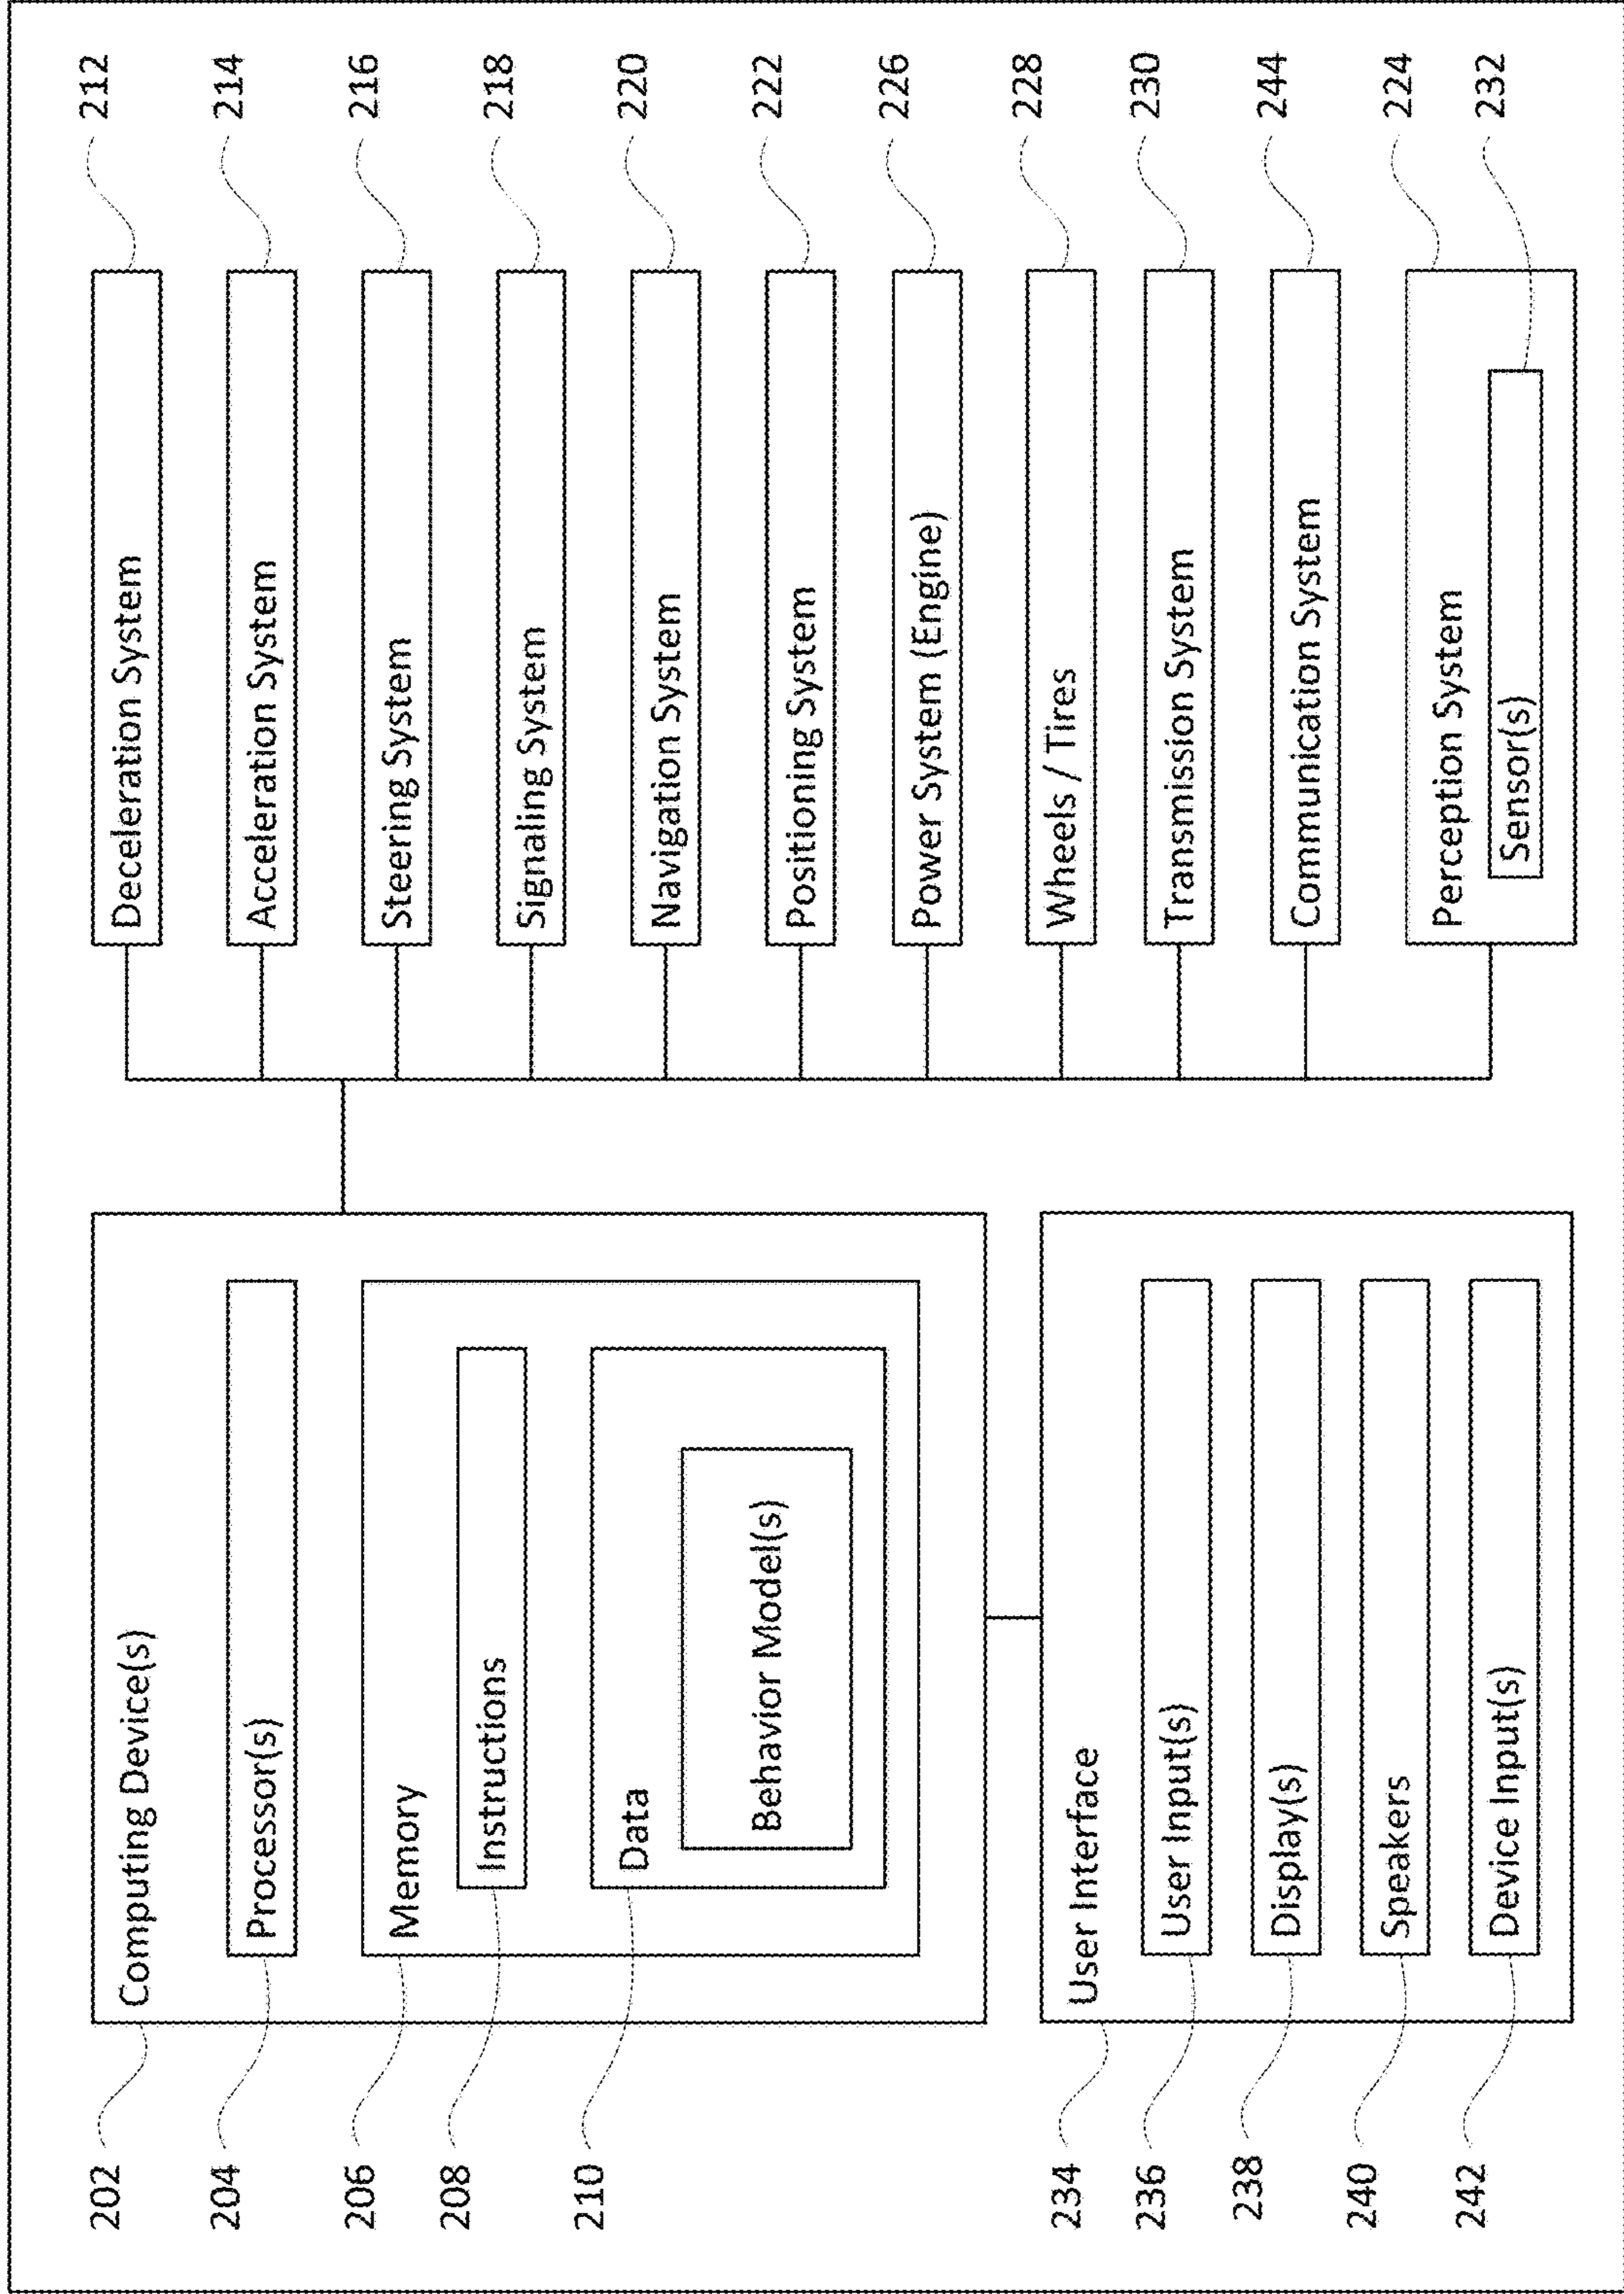 202
Computing Device(s)
204
Processor(s)
206
Memory
208
Instructions
210
Data
Behavior Model(s)
234
User Interface
236
User Input(s)
238
Display(s)
240
Speakers
242
Device Input(s)
Deceleration System
212
Acceleration System
214
Steering System
216
Signaling System
218
Navigation System
220
Positioning System
222
Power System (Engine)
226
Wheels / Tires
228
Transmission System
230
Communication System
244
Perception System
224
Sensor(s)
232